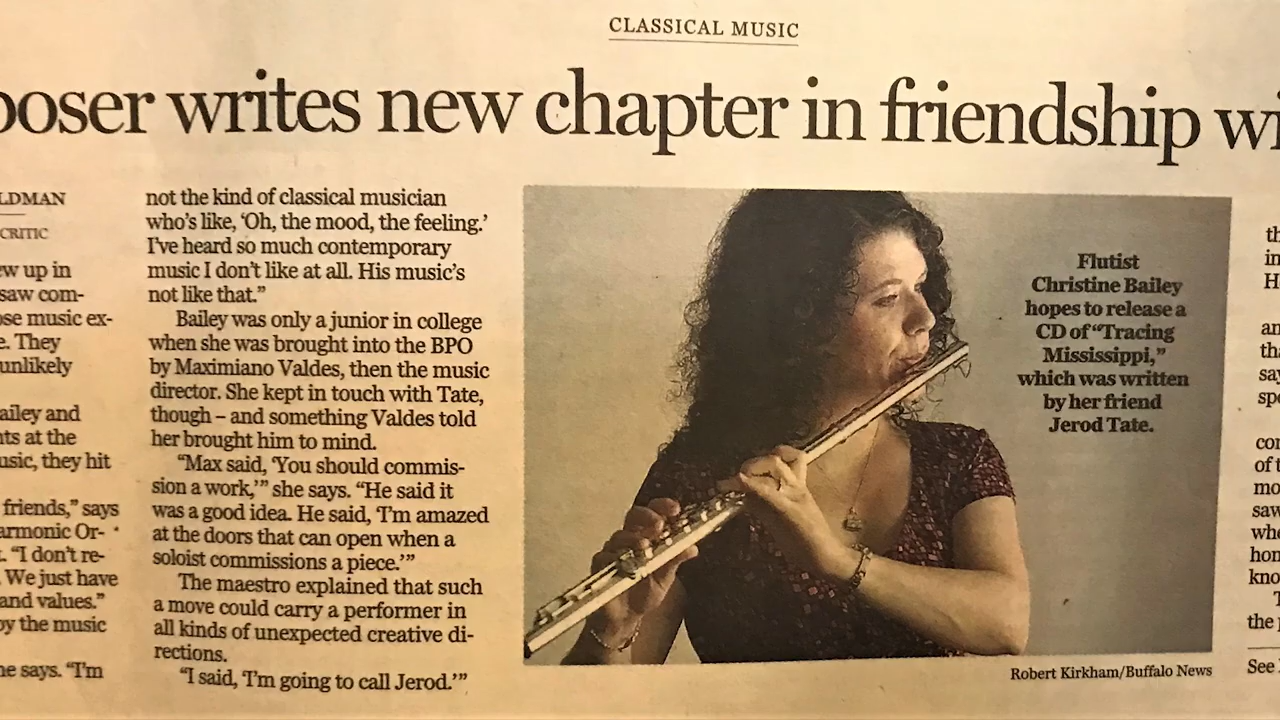 CLASSICAL MUSIC
poser writes new chapter in friendship wi
LDMAN
CRITIC
ew up in
saw com-
ose music ex-
e. They
unlikely
ailey and
nts at the
usic, they hit
friends,” says
armonic Or-
. “I don’t re-
We just have
and values.”
by the music
he says. “I’m
not the kind of classical musician
who’s like, ‘Oh, the mood, the feeling.’
I’ve heard so much contemporary
music I don’t like at all. His music’s
not like that.”
Bailey was only a junior in college
when she was brought into the BPO
by Maximiano Valdes, then the music
director. She kept in touch with Tate,
though – and something Valdes told
her brought him to mind.
“Max said, ‘You should commis-
sion a work,’” she says. “He said it
was a good idea. He said, ‘I’m amazed
at the doors that can open when a
soloist commissions a piece.’”
The maestro explained that such
a move could carry a performer in
all kinds of unexpected creative di-
rections.
“I said, ‘I’m going to call Jerod.’”
Flutist
Christine Bailey
hopes to release a
CD of “Tracing
Mississippi,”
which was written
by her friend
Jerod Tate.
Robert Kirkham/Buffalo News
th
in
H
an
tha
say
spe
con
of t
mo
saw
whe
hon
kno
T
the p
See